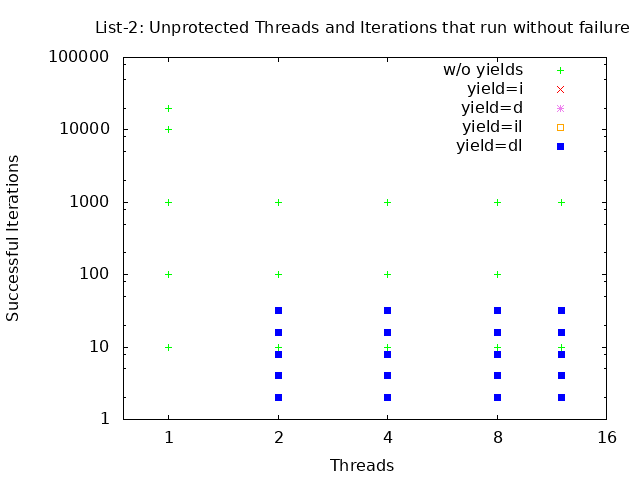 List-2: Unprotected Threads and Iterations that run without failure
100000
10000
1000
100
10
1
Successful Iterations
w/o yields
yield=i
yield=d
yield=il
yield=dl
1 2 4 8 16
Threads